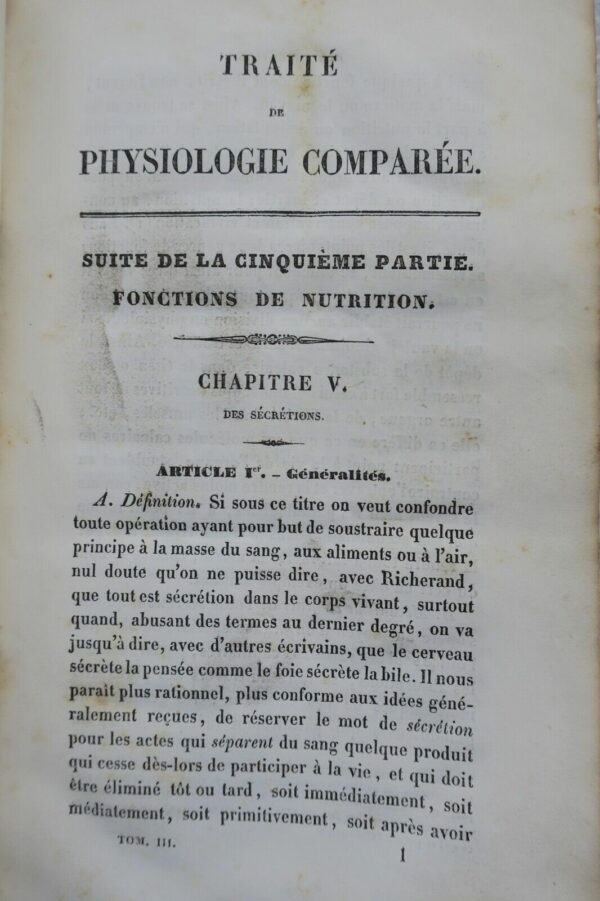 TRAITÉ
DE
PHYSIOLOGIE COMPARÉE.
SUITE DE LA CINQUIÈME PARTIE.
FONCTIONS DE NUTRITION.
CHAPITRE V.
DES SÉCRÉTIONS.
ARTICLE Ier. – Généralités.
A. Définition. Si sous ce titre on veut confondre
toute opération ayant pour but de soustraire quelque
principe à la masse du sang, aux aliments ou à l'air,
nul doute qu'on ne puisse dire, avec Richerand,
que tout est sécrétion dans le corps vivant, surtout
quand, abusant des termes au dernier degré, on va
jusqu'à dire, avec d'autres écrivains, que le cerveau
sécrète la pensée comme le foie sécrète la bile. Il nous
paraît plus rationnel, plus conforme aux idées géné-
ralement reçues, de réserver le mot de sécrétion
pour les actes qui séparent du sang quelque produit
qui cesse dès-lors de participer à la vie, et qui doit
être éliminé tôt ou tard, soit immédiatement, soit
médiatement, soit primitivement, soit après avoir
TOM. III.
1